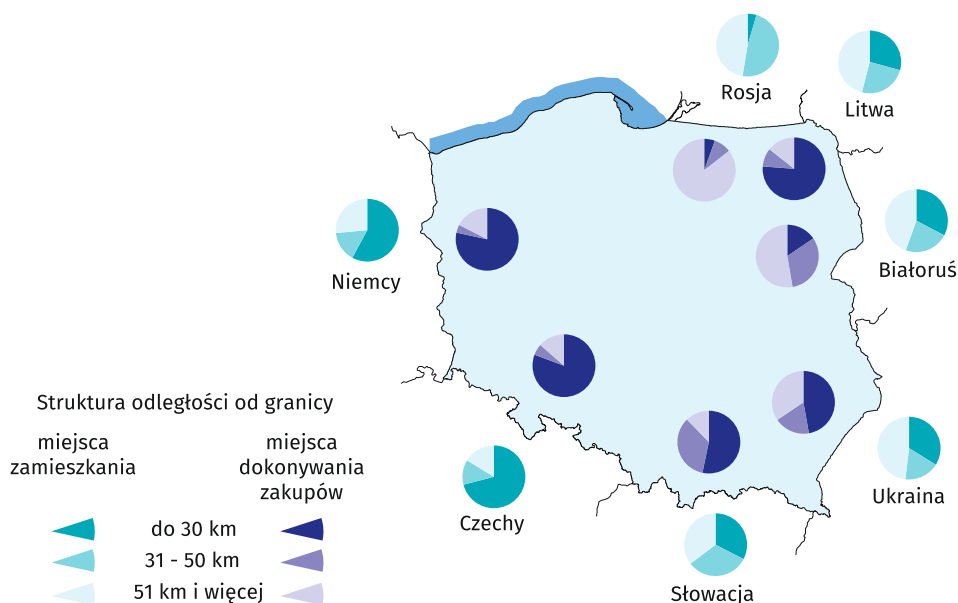 Rosja
Litwa
Białoruś
Niemcy
Struktura odległości od granicy
miejsca
zamieszkania
miejsca
dokonywania
zakupów
do 30 km
31 - 50 km
51 km i więcej
Czechy
Ukraina
Słowacja